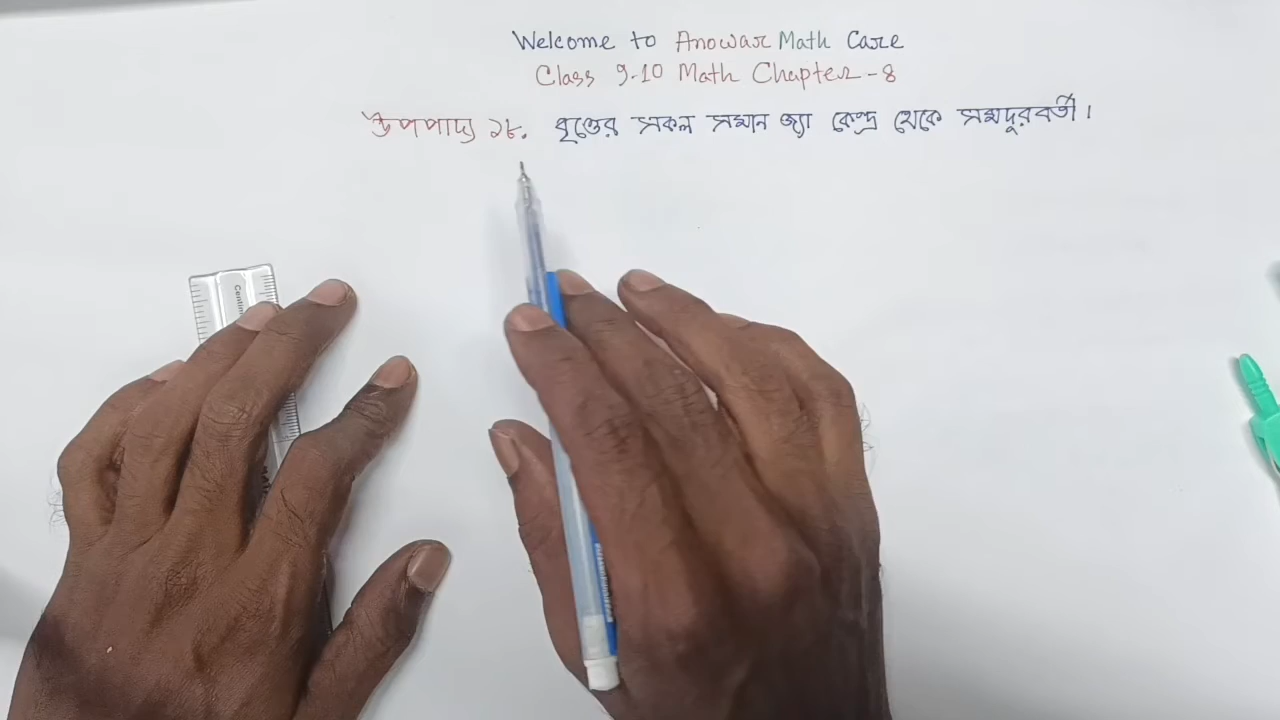 Welcome to Anowar Math Care
Class 9-10 Math Chapter-8
উপপাদ্য ১৮. বৃত্তের সকল সমান জ্যা কেন্দ্র থেকে সমদূরবর্তী।